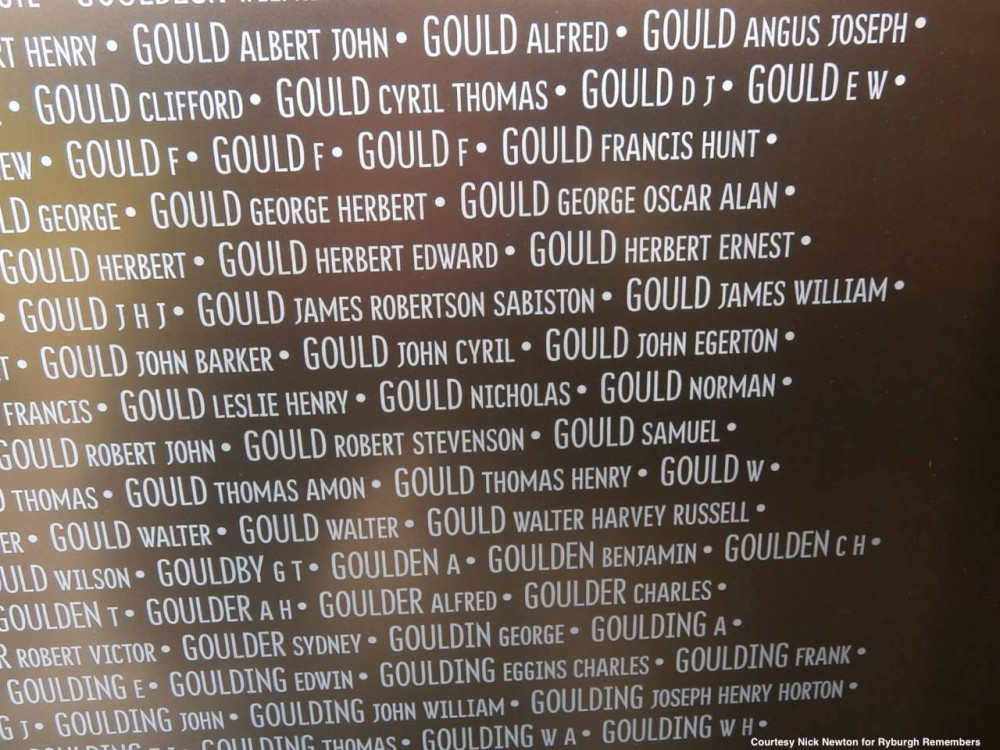 HENRY • GOULD ALBERT JOHN • GOULD ALFRED • GOULD ANGUS JOSEPH •
• GOULD CLIFFORD • GOULD CYRIL THOMAS • GOULD D J • GOULD E W •
EW • GOULD F • GOULD F • GOULD F • GOULD FRANCIS HUNT •
LD GEORGE • GOULD GEORGE HERBERT • GOULD GEORGE OSCAR ALAN •
GOULD HERBERT • GOULD HERBERT EDWARD • GOULD HERBERT ERNEST •
• GOULD J H J • GOULD JAMES ROBERTSON SABISTON • GOULD JAMES WILLIAM •
T • GOULD JOHN BARKER • GOULD JOHN CYRIL • GOULD JOHN EGERTON •
FRANCIS • GOULD LESLIE HENRY • GOULD NICHOLAS • GOULD NORMAN •
GOULD ROBERT JOHN • GOULD ROBERT STEVENSON • GOULD SAMUEL •
THOMAS • GOULD THOMAS AMON • GOULD THOMAS HENRY • GOULD W •
ER • GOULD WALTER • GOULD WALTER • GOULD WALTER HARVEY RUSSELL •
ULD WILSON • GOULDBY G T • GOULDEN A • GOULDEN BENJAMIN • GOULDEN C H •
GOULDEN T • GOULDER A H • GOULDER ALFRED • GOULDER CHARLES •
R ROBERT VICTOR • GOULDER SYDNEY • GOULDIN GEORGE • GOULDING A •
GOULDING E • GOULDING EDWIN • GOULDING EGGINS CHARLES • GOULDING FRANK •
G J • GOULDING JOHN • GOULDING JOHN WILLIAM • GOULDING JOSEPH HENRY HORTON •
GOULDING THOMAS • GOULDING W A • GOULDING W H •
Courtesy Nick Newton for Ryburgh Remembers